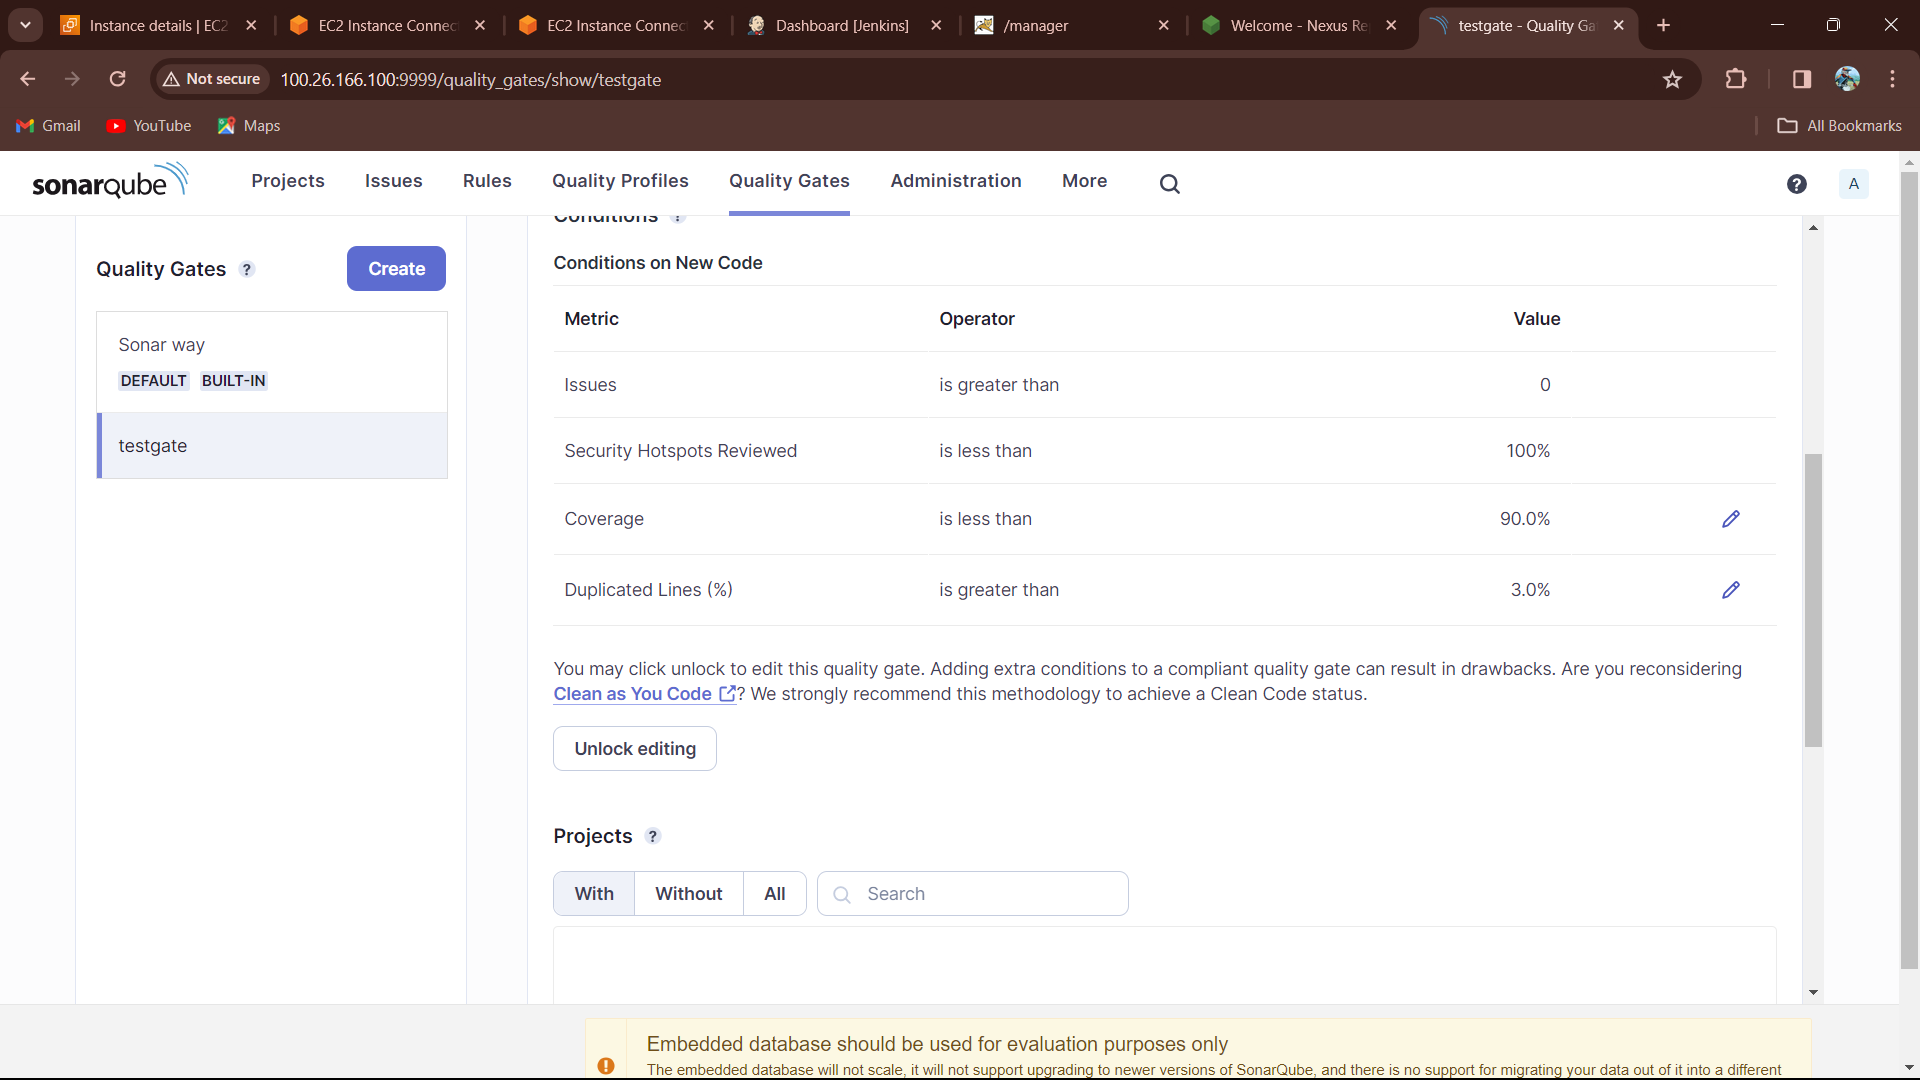 Instance details | EC2
EC2 Instance Connec
EC2 Instance Connec
Dashboard [Jenkins]
/manager
Welcome - Nexus Re
testgate - Quality Ga
Not secure
100.26.166.100:9999/quality_gates/show/testgate
Gmail
YouTube
Maps
All Bookmarks
sonarqube
Projects
Issues
Rules
Quality Profiles
Quality Gates
Administration
More
?
A
Quality Gates ?
Create
Sonar way
DEFAULT BUILT-IN
testgate
Conditions ?
Conditions on New Code
Metric Operator Value
Issues is greater than 0
Security Hotspots Reviewed is less than 100%
Coverage is less than 90.0%
Duplicated Lines (%) is greater than 3.0%
You may click unlock to edit this quality gate. Adding extra conditions to a compliant quality gate can result in drawbacks. Are you reconsidering
Clean as You Code ? We strongly recommend this methodology to achieve a Clean Code status.
Unlock editing
Projects ?
With Without All Search
Embedded database should be used for evaluation purposes only
The embedded database will not scale, it will not support upgrading to newer versions of SonarQube, and there is no support for migrating your data out of it into a different